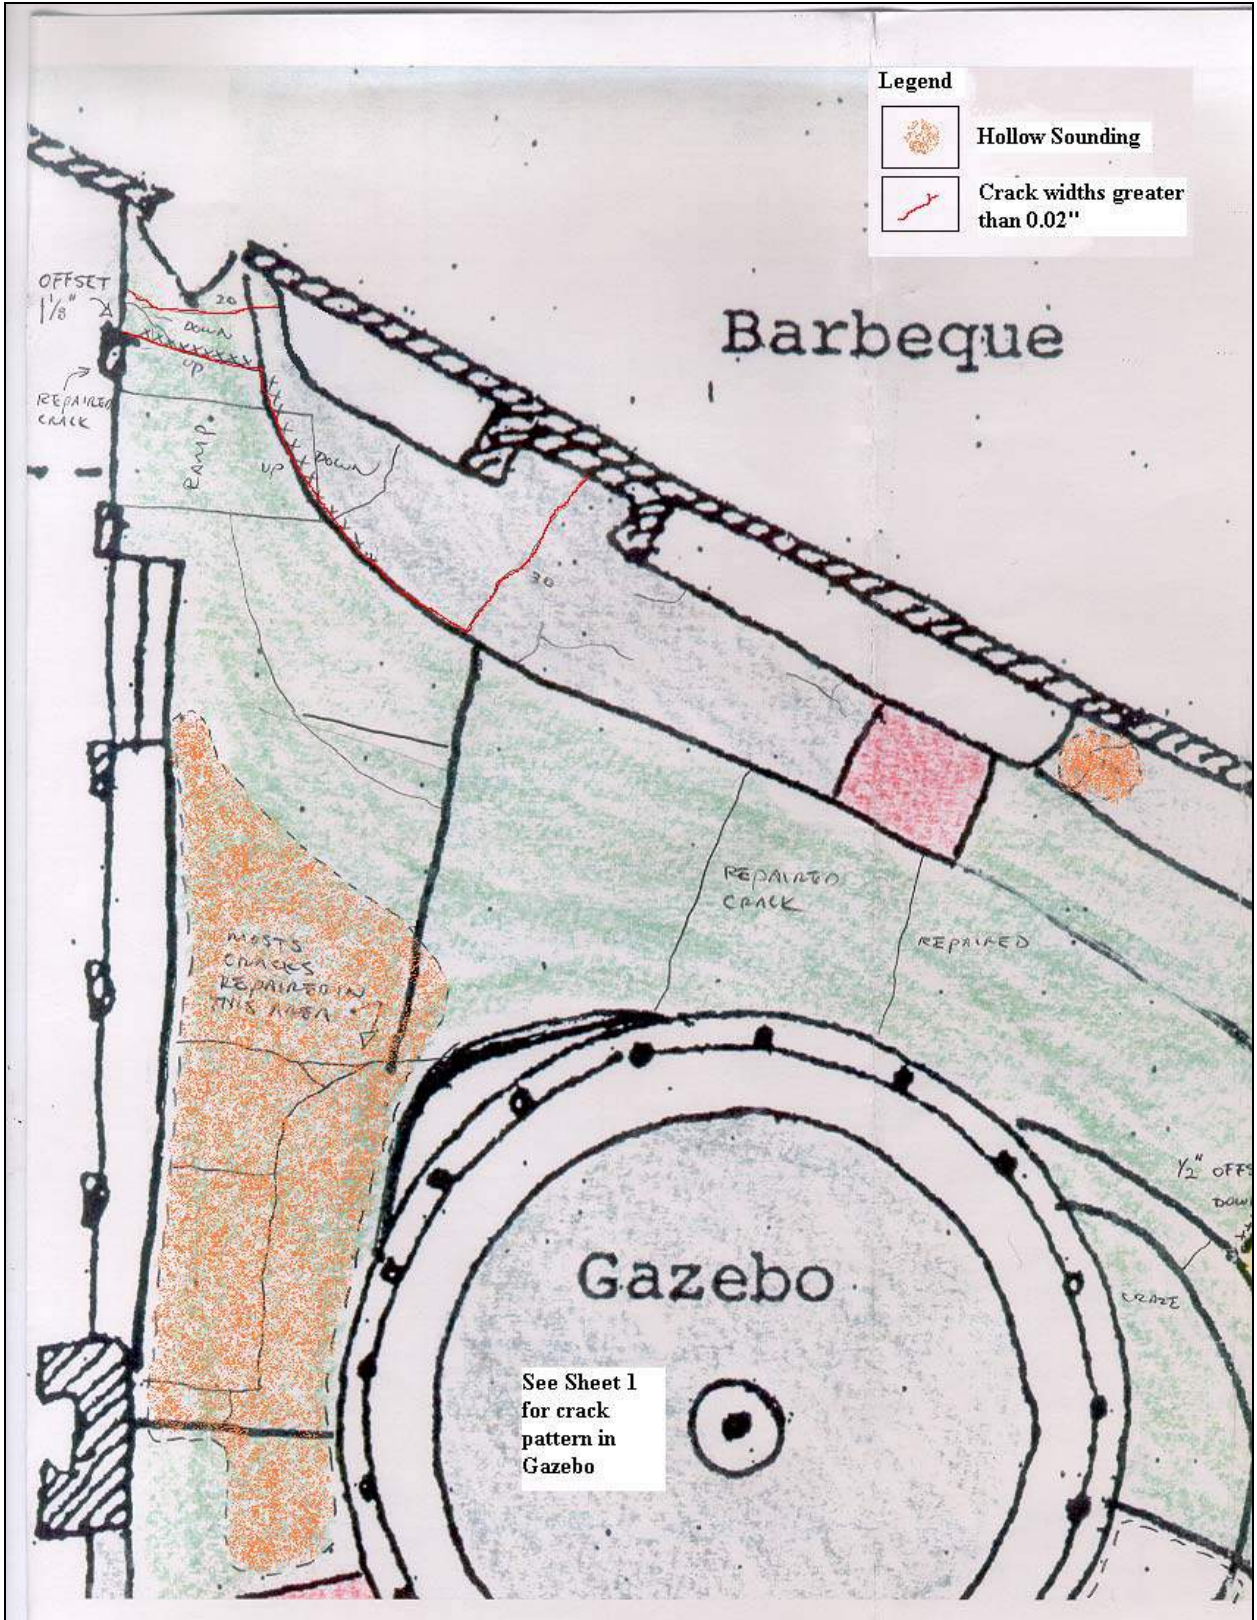 Legend
Hollow Sounding
Crack widths greater
than 0.02"
Barbeque
OFFSET
1 1/8"
20
DOWN
UP
REPAIRED
CRACK
RAMP.
UP
DOWN
30
REPAIRED
CRACK
REPAIRED
MOSTS
CRACKS
REPAIRED IN
THIS AREA
1/2" OFFS
DOWN
CRAZE
Gazebo
See Sheet 1
for crack
pattern in
Gazebo